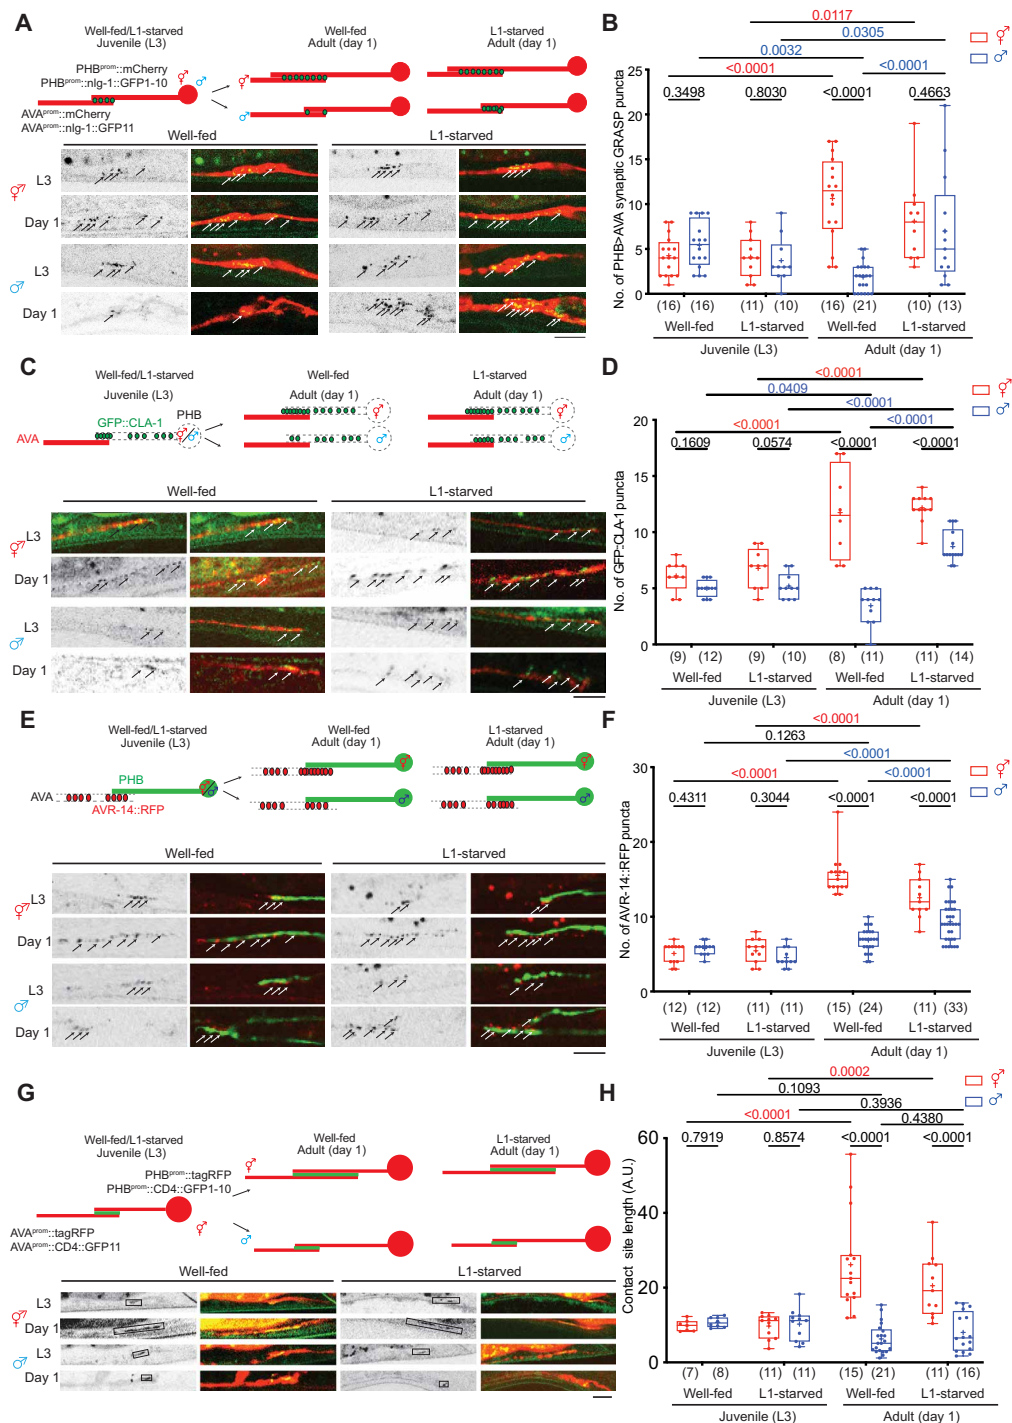 A
Well-fed/L1-starved
Juvenile (L3)
Well-fed
Adult (day 1)
L1-starved
Adult (day 1)
PHBprom::mCherry
PHBprom::nlg-1::GFP1-10
⚥
♂
AVAprom::mCherry
AVAprom::nlg-1::GFP11
Well-fed
L1-starved
L3
Day 1
L3
Day 1
B
0.0117
0.0305
0.0032
<0.0001
<0.0001
0.3498
0.8030
<0.0001
0.4663
No. of PHB>AVA synaptic GRASP puncta
25
20
15
10
5
0
(16) (16) (11) (10) (16) (21) (10) (13)
Well-fed L1-starved Well-fed L1-starved
Juvenile (L3) Adult (day 1)
C
Well-fed/L1-starved
Juvenile (L3)
Well-fed
Adult (day 1)
L1-starved
Adult (day 1)
GFP::CLA-1
PHB
AVA
Well-fed
L1-starved
L3
Day 1
L3
Day 1
D
<0.0001
0.0409
<0.0001
<0.0001
<0.0001
0.1609
0.0574
<0.0001
<0.0001
No. of GFP::CLA-1 puncta
20
15
10
5
0
(9) (12) (9) (10) (8) (11) (11) (14)
Well-fed L1-starved Well-fed L1-starved
Juvenile (L3) Adult (day 1)
E
Well-fed/L1-starved
Juvenile (L3)
Well-fed
Adult (day 1)
L1-starved
Adult (day 1)
PHB
AVA
AVR-14::RFP
Well-fed
L1-starved
L3
Day 1
L3
Day 1
F
<0.0001
0.1263
<0.0001
<0.0001
<0.0001
0.4311
0.3044
<0.0001
<0.0001
No. of AVR-14::RFP puncta
30
20
10
0
(12) (12) (11) (11) (15) (24) (11) (33)
Well-fed L1-starved Well-fed L1-starved
Juvenile (L3) Adult (day 1)
G
Well-fed/L1-starved
Juvenile (L3)
Well-fed
Adult (day 1)
L1-starved
Adult (day 1)
PHBprom::tagRFP
PHBprom::CD4::GFP1-10
AVAprom::tagRFP
AVAprom::CD4::GFP11
Well-fed
L1-starved
L3
Day 1
L3
Day 1
H
0.0002
0.1093
0.3936
<0.0001
0.4380
0.7919
0.8574
<0.0001
<0.0001
Contact site length (A.U.)
60
40
20
0
(7) (8) (11) (11) (15) (21) (11) (16)
Well-fed L1-starved Well-fed L1-starved
Juvenile (L3) Adult (day 1)